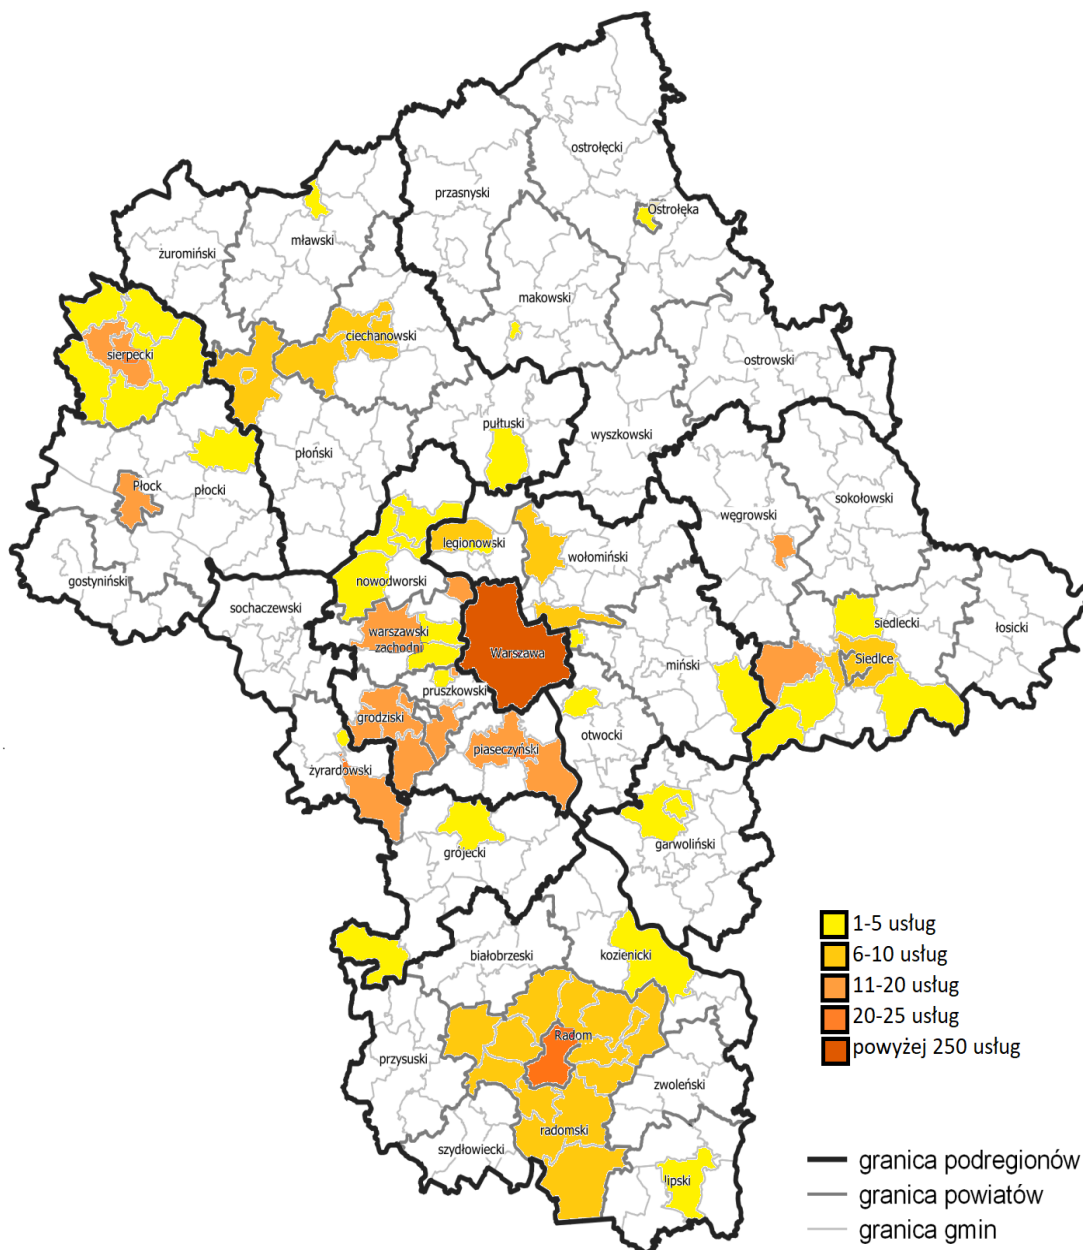 ostrołęcki
przasnyski
Ostrołęka
mławski
żuromiński
makowski
ciechanowski
sierpecki
ostrowski
pułtuski
wyszkowski
płoński
Płock
płocki
sokołowski
węgrowski
legionowski
wołomiński
gostyniński
nowodworski
sochaczewski
siedlecki
łosicki
warszawski
zachodni
Warszawa
Siedlce
miński
pruszkowski
grodziski
otwocki
piaseczyński
żyrardowski
garwoliński
grójecki
1-5 usług
6-10 usług
11-20 usług
20-25 usług
powyżej 250 usług
białobrzeski
kozienicki
Radom
przysuski
zwoleński
radomski
szydłowiecki
lipski
granica podregionów
granica powiatów
granica gmin